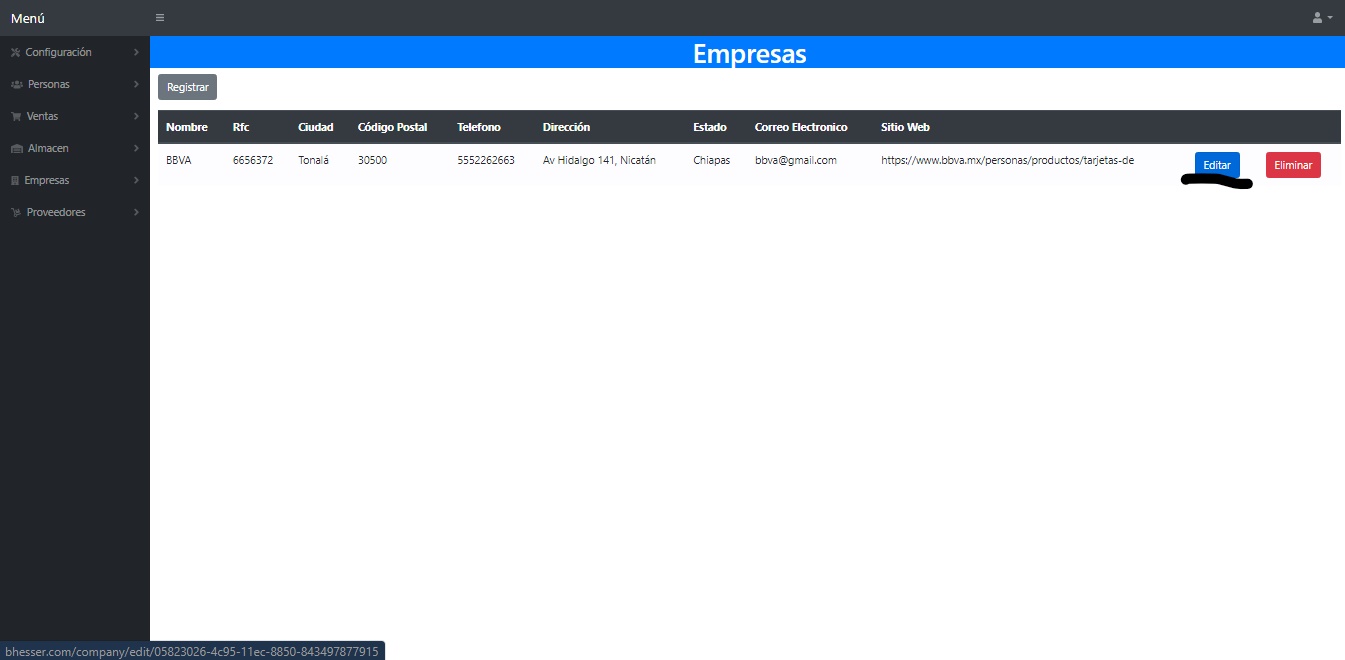 Menú
Empresas
Configuración
Personas
Ventas
Almacen
Empresas
Proveedores
Registrar
Nombre Rfc Ciudad Código Postal Telefono Dirección Estado Correo Electronico Sitio Web
BBVA 6656372 Tonalá 30500 5552262663 Av Hidalgo 141, Nicatán Chiapas bbva@gmail.com https://www.bbva.mx/personas/productos/tarjetas-de Editar Eliminar
bhesser.com/company/edit/05823026-4c95-11ec-8850-843497877915